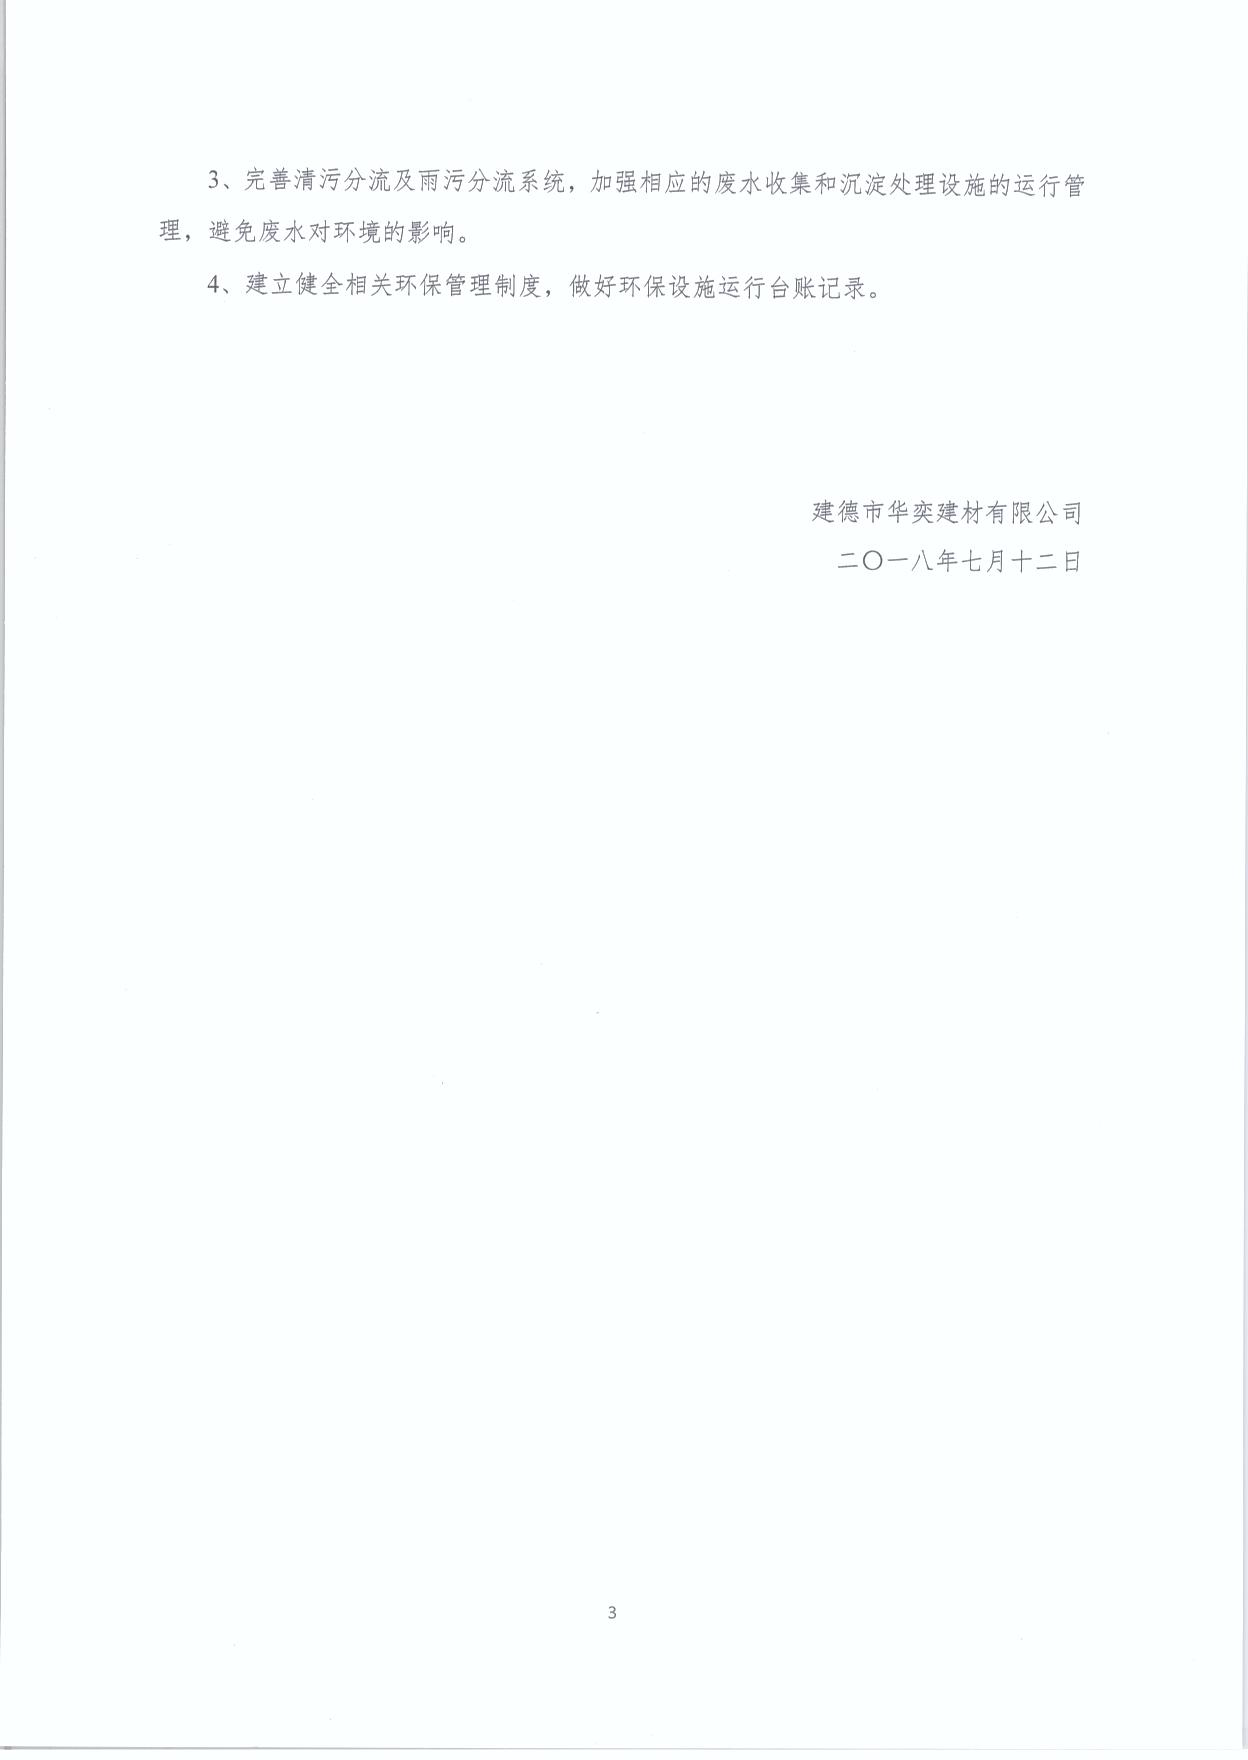 3、完善清污分流及雨污分流系统，加强相应的废水收集和沉淀处理设施的运行管
理，避免废水对环境的影响。
4、建立健全相关环保管理制度，做好环保设施运行台账记录。
建德市华奕建材有限公司
二〇一八年七月十二日
3